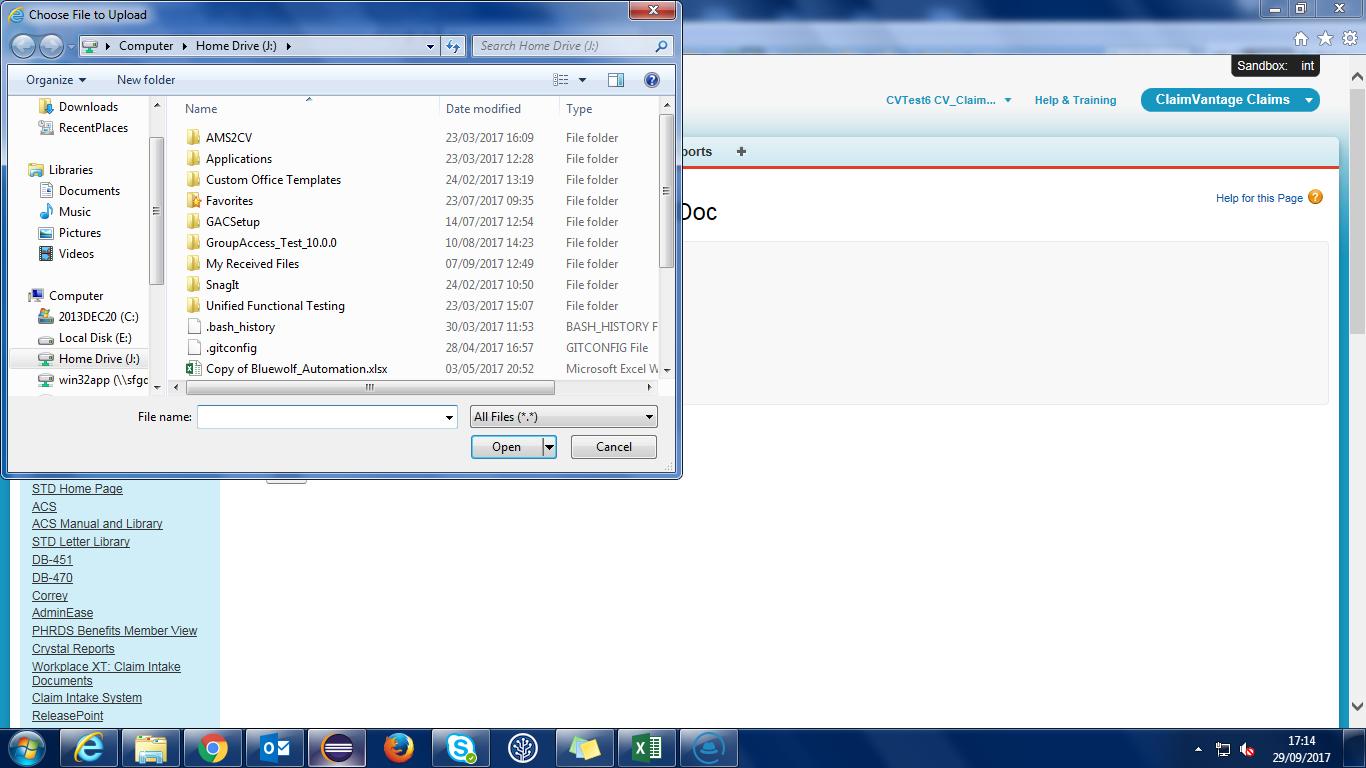 Choose File to Upload
Computer Home Drive (J:)
Search Home Drive (J:)
Organize New folder
Downloads
RecentPlaces
Libraries
Documents
Music
Pictures
Videos
Computer
2013DEC20 (C:)
Local Disk (E:)
Home Drive (J:)
win32app (\\sfgc
Name Date modified Type
AMS2CV 23/03/2017 16:09 File folder
Applications 23/03/2017 12:28 File folder
Custom Office Templates 24/02/2017 13:19 File folder
Favorites 23/07/2017 09:35 File folder
GACSetup 14/07/2017 12:54 File folder
GroupAccess_Test_10.0.0 10/08/2017 14:23 File folder
My Received Files 07/09/2017 12:49 File folder
SnagIt 24/02/2017 10:50 File folder
Unified Functional Testing 23/03/2017 15:07 File folder
.bash_history 30/03/2017 11:53 BASH_HISTORY F
.gitconfig 28/04/2017 16:57 GITCONFIG File
Copy of Bluewolf_Automation.xlsx 03/05/2017 20:52 Microsoft Excel W
File name: All Files (*.*)
Open Cancel
Sandbox: int
CVTest6 CV_Claim... Help & Training ClaimVantage Claims
ports +
Doc
Help for this Page
STD Home Page
ACS
ACS Manual and Library
STD Letter Library
DB-451
DB-470
Correy
AdminEase
PHRDS Benefits Member View
Crystal Reports
Workplace XT: Claim Intake
Documents
Claim Intake System
ReleasePoint
17:14
29/09/2017